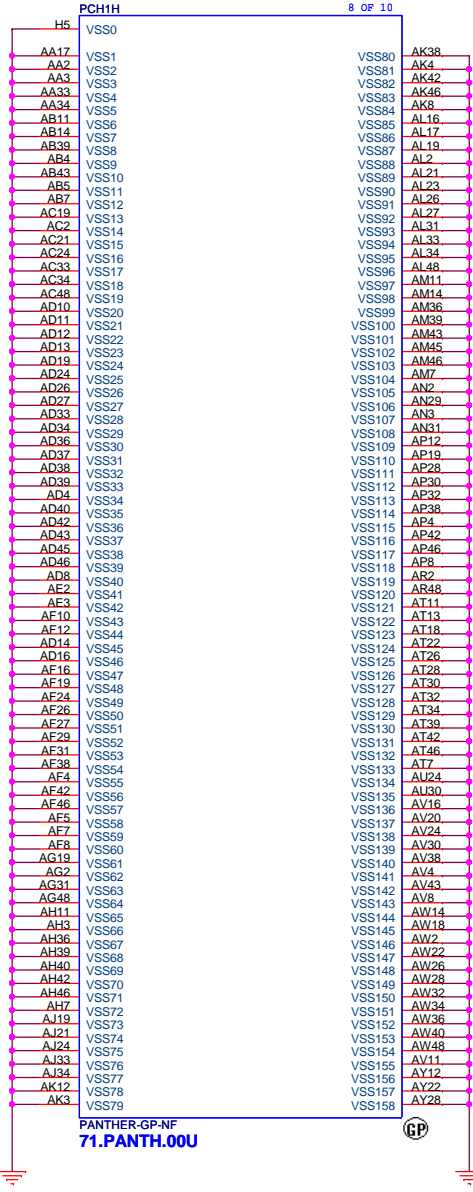 PCH1H 8 OF 10
H5 VSS0
AA17 VSS1 VSS80 AK38
AA2 VSS2 VSS81 AK4
AA3 VSS3 VSS82 AK42
AA33 VSS4 VSS83 AK46
AA34 VSS5 VSS84 AK8
AB11 VSS6 VSS85 AL16
AB14 VSS7 VSS86 AL17
AB39 VSS8 VSS87 AL19
AB4 VSS9 VSS88 AL2
AB43 VSS10 VSS89 AL21
AB5 VSS11 VSS90 AL23
AB7 VSS12 VSS91 AL26
AC19 VSS13 VSS92 AL27
AC2 VSS14 VSS93 AL31
AC21 VSS15 VSS94 AL33
AC24 VSS16 VSS95 AL34
AC33 VSS17 VSS96 AL48
AC34 VSS18 VSS97 AM11
AC48 VSS19 VSS98 AM14
AD10 VSS20 VSS99 AM36
AD11 VSS21 VSS100 AM39
AD12 VSS22 VSS101 AM43
AD13 VSS23 VSS102 AM45
AD19 VSS24 VSS103 AM46
AD24 VSS25 VSS104 AM7
AD26 VSS26 VSS105 AN2
AD27 VSS27 VSS106 AN29
AD33 VSS28 VSS107 AN3
AD34 VSS29 VSS108 AN31
AD36 VSS30 VSS109 AP12
AD37 VSS31 VSS110 AP19
AD38 VSS32 VSS111 AP28
AD39 VSS33 VSS112 AP30
AD4 VSS34 VSS113 AP32
AD40 VSS35 VSS114 AP38
AD42 VSS36 VSS115 AP4
AD43 VSS37 VSS116 AP42
AD45 VSS38 VSS117 AP46
AD46 VSS39 VSS118 AP8
AD8 VSS40 VSS119 AR2
AE2 VSS41 VSS120 AR48
AE3 VSS42 VSS121 AT11
AF10 VSS43 VSS122 AT13
AF12 VSS44 VSS123 AT18
AD14 VSS45 VSS124 AT22
AD16 VSS46 VSS125 AT26
AF16 VSS47 VSS126 AT28
AF19 VSS48 VSS127 AT30
AF24 VSS49 VSS128 AT32
AF26 VSS50 VSS129 AT34
AF27 VSS51 VSS130 AT39
AF29 VSS52 VSS131 AT42
AF31 VSS53 VSS132 AT46
AF38 VSS54 VSS133 AT7
AF4 VSS55 VSS134 AU24
AF42 VSS56 VSS135 AU30
AF46 VSS57 VSS136 AV16
AF5 VSS58 VSS137 AV20
AF7 VSS59 VSS138 AV24
AF8 VSS60 VSS139 AV30
AG19 VSS61 VSS140 AV38
AG2 VSS62 VSS141 AV4
AG31 VSS63 VSS142 AV43
AG48 VSS64 VSS143 AV8
AH11 VSS65 VSS144 AW14
AH3 VSS66 VSS145 AW18
AH36 VSS67 VSS146 AW2
AH39 VSS68 VSS147 AW22
AH40 VSS69 VSS148 AW26
AH42 VSS70 VSS149 AW28
AH46 VSS71 VSS150 AW32
AH7 VSS72 VSS151 AW34
AJ19 VSS73 VSS152 AW36
AJ21 VSS74 VSS153 AW40
AJ24 VSS75 VSS154 AW48
AJ33 VSS76 VSS155 AV11
AJ34 VSS77 VSS156 AY12
AK12 VSS78 VSS157 AY22
AK3 VSS79 VSS158 AY28
PANTHER-GP-NF GP
71.PANTH.00U